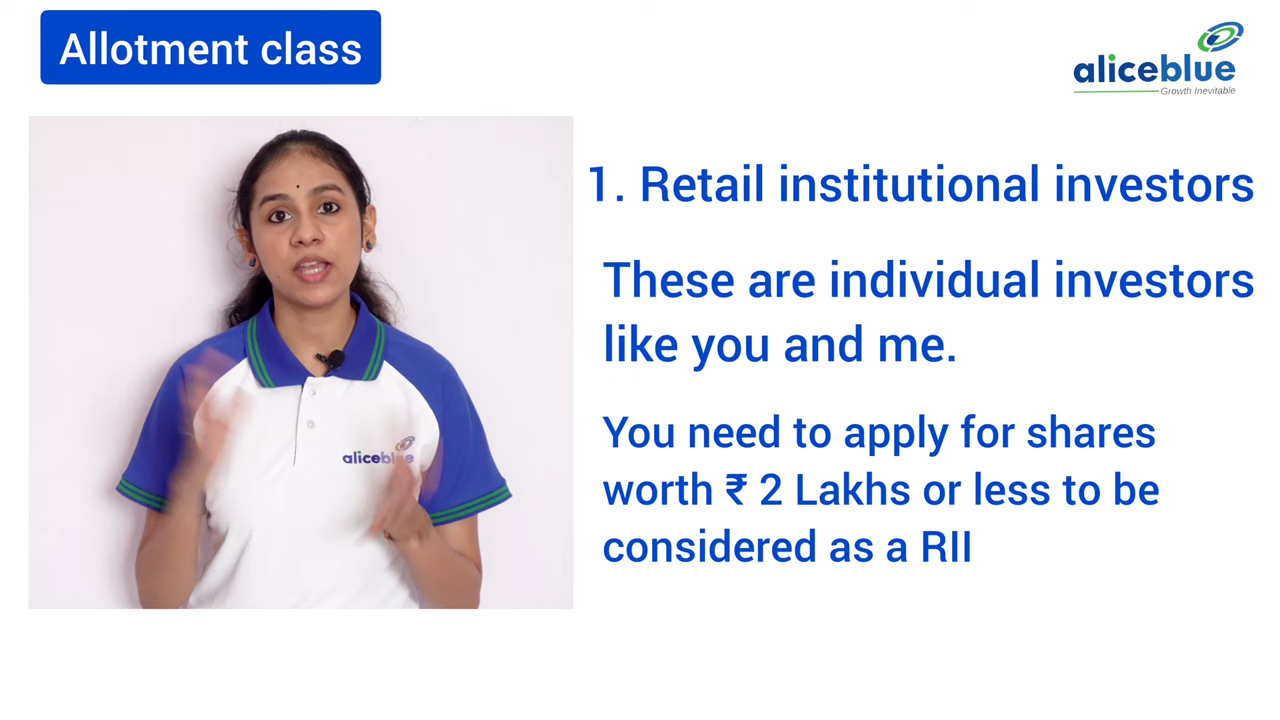 Allotment class
aliceblue
Growth Inevitable
1. Retail institutional investors
These are individual investors
like you and me.
You need to apply for shares
worth ₹ 2 Lakhs or less to be
considered as a RII
aliceblue